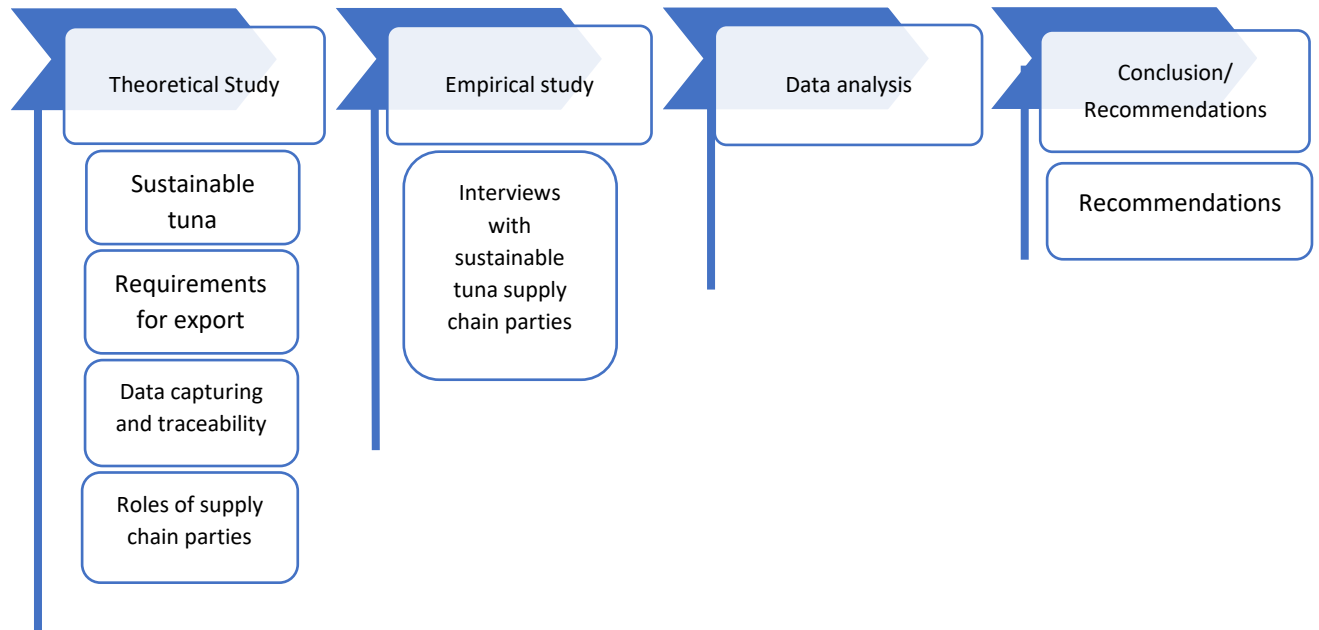 Theoretical Study
Sustainable
tuna
Requirements
for export
Data capturing
and traceability
Roles of supply
chain parties
Empirical study
Interviews
with
sustainable
tuna supply
chain parties
Data analysis
Conclusion/
Recommendations
Recommendations